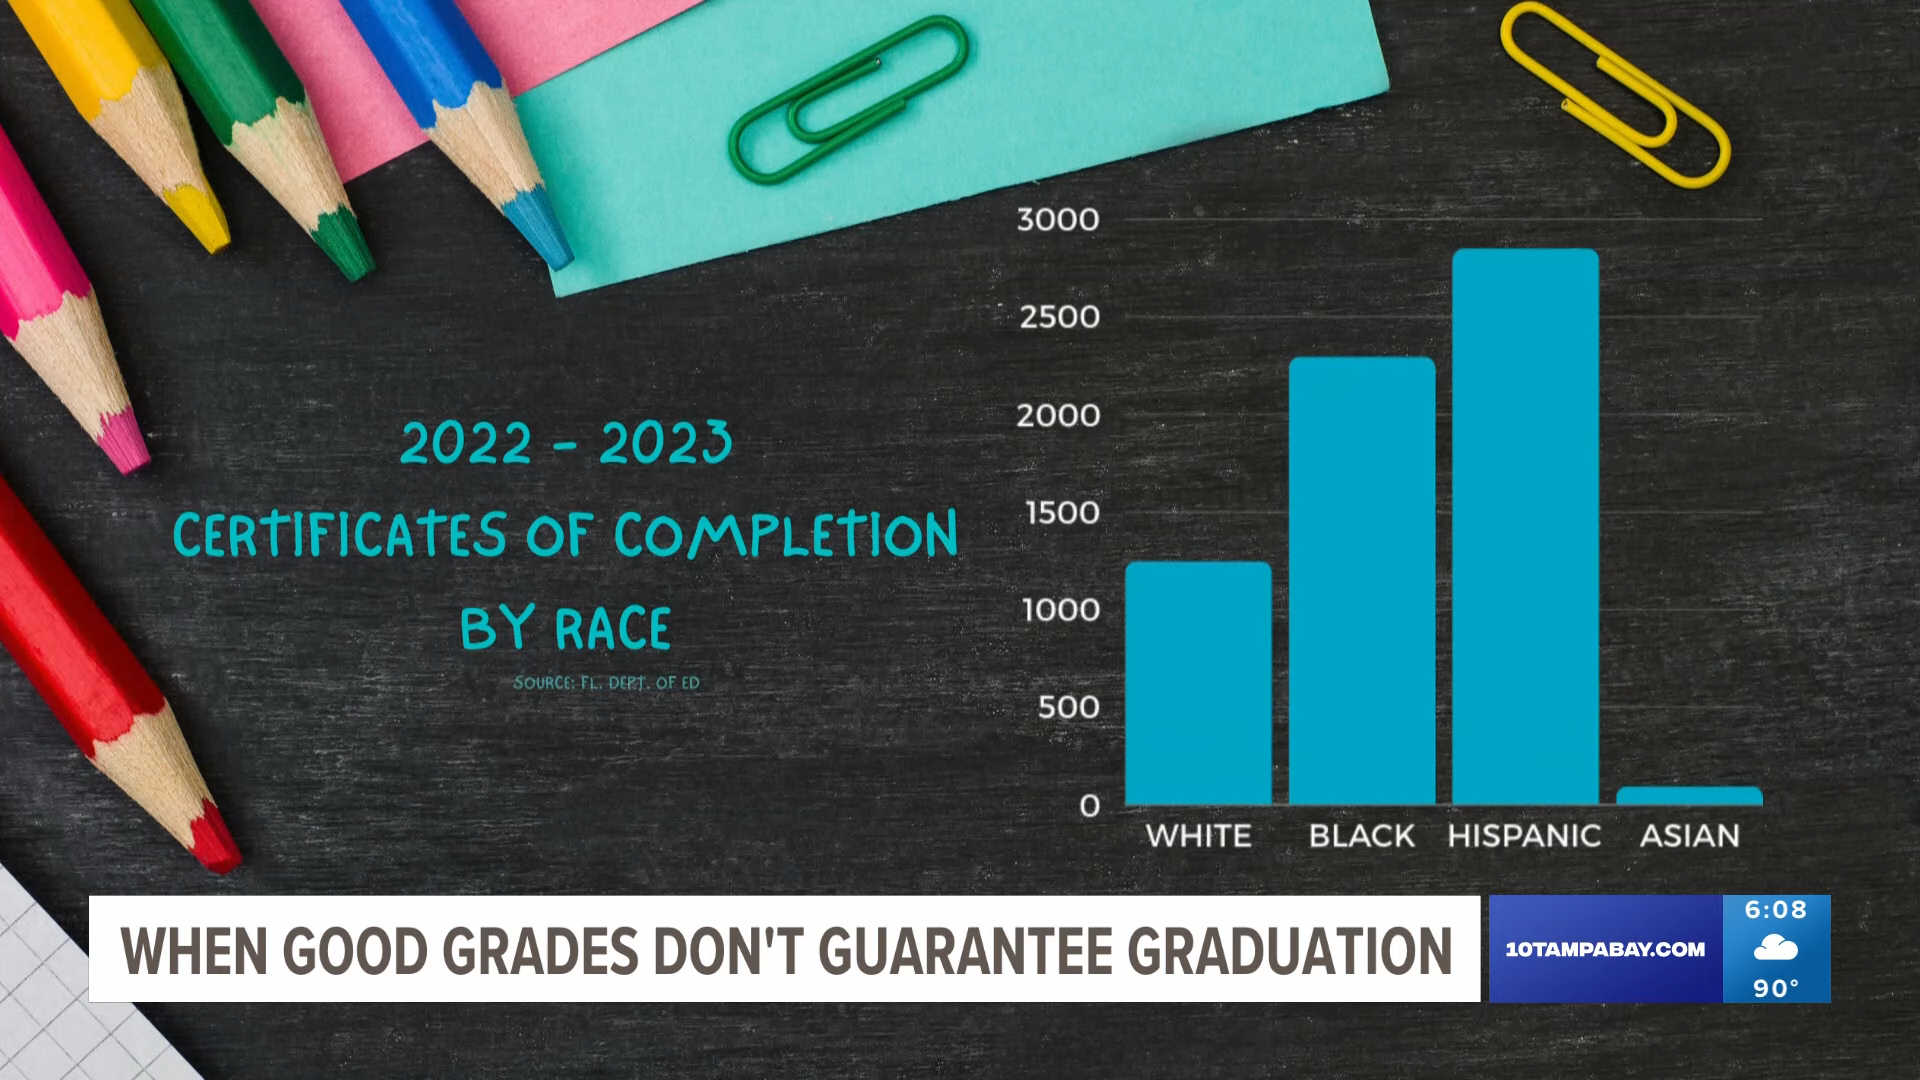 2022 - 2023
CERTIFICATES OF COMPLETION
BY RACE
SOURCE: FL. DEPT. OF ED
3000
2500
2000
1500
1000
500
0
WHITE BLACK HISPANIC ASIAN
WHEN GOOD GRADES DON'T GUARANTEE GRADUATION
10TAMPABAY.COM
6:08
90°